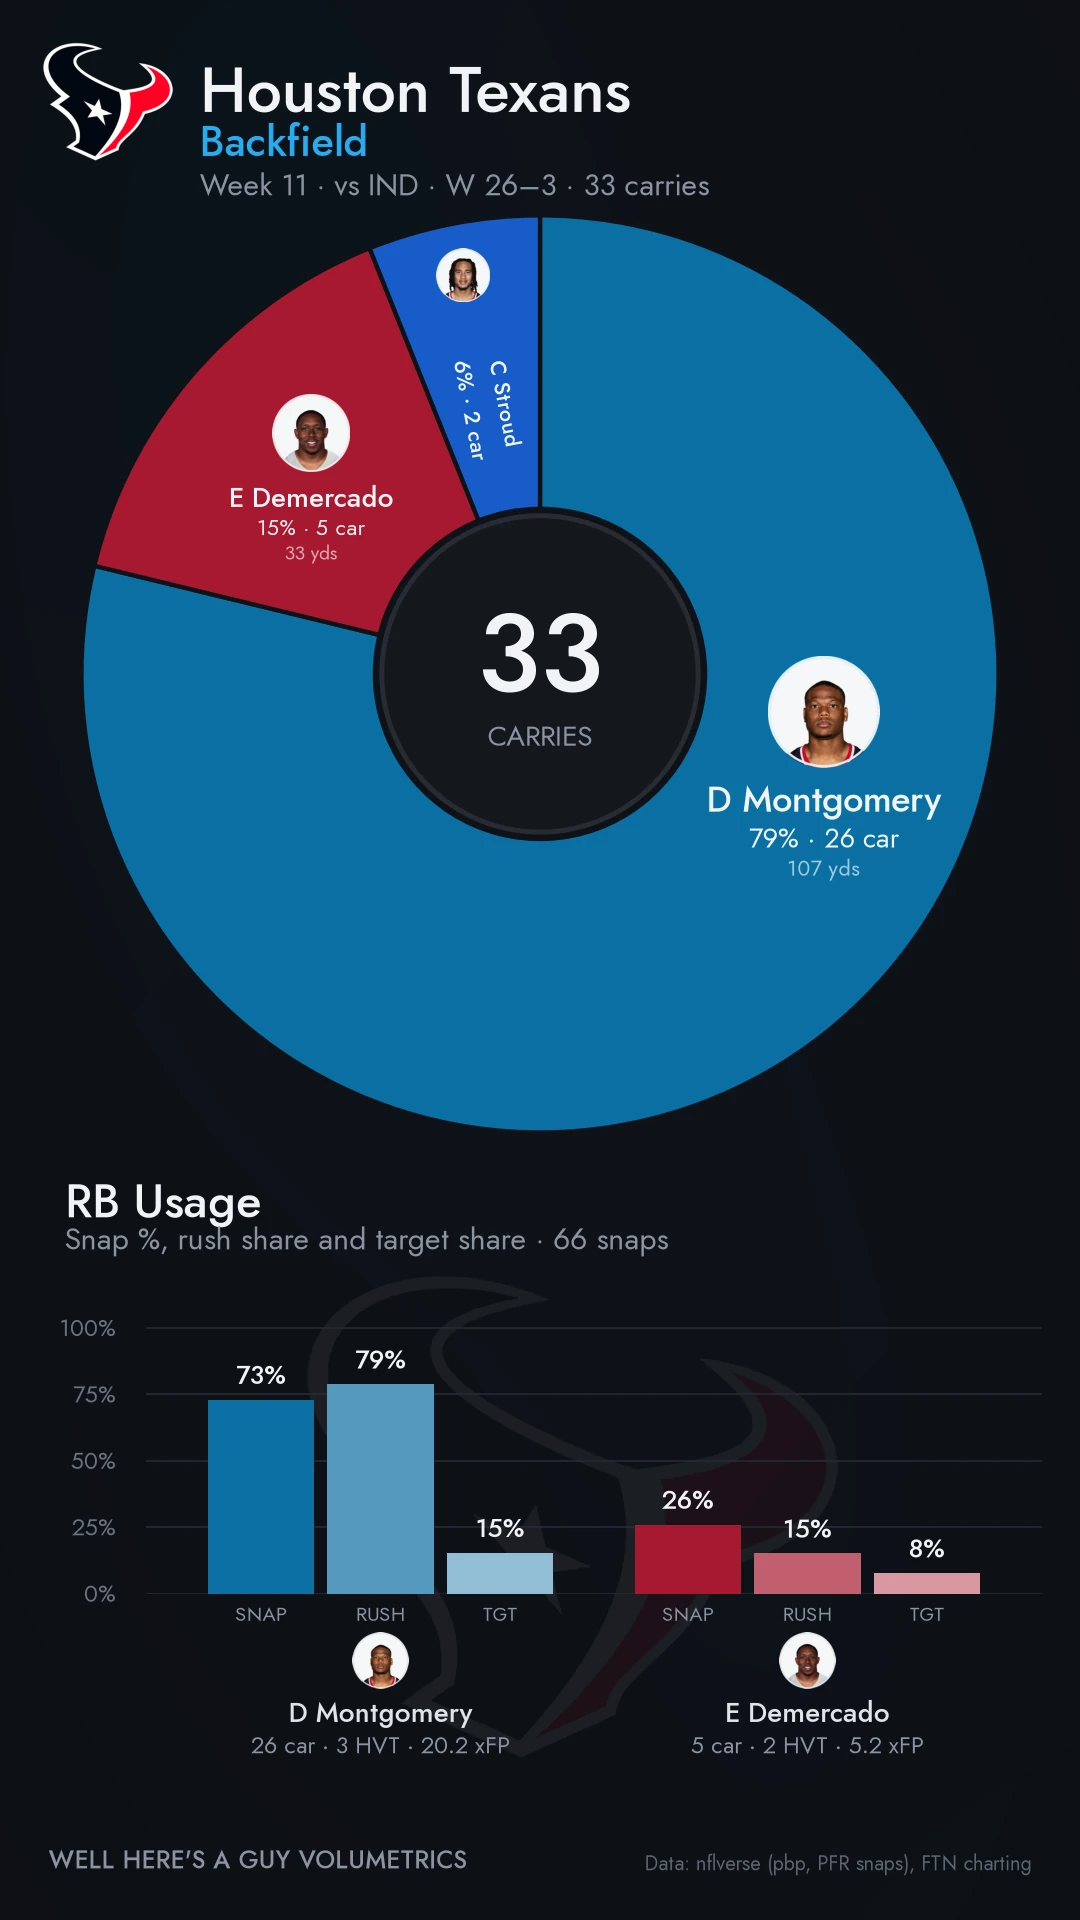 Houston Texans
Backfield
Week 11 · vs IND · W 26–3 · 33 carries
C Stroud
6% · 2 car
E Demercado
15% · 5 car
33 yds
33
CARRIES
D Montgomery
79% · 26 car
107 yds
RB Usage
Snap %, rush share and target share · 66 snaps
100%
75%
50%
25%
0%
73%
79%
15%
26%
15%
8%
SNAP
RUSH
TGT
SNAP
RUSH
TGT
D Montgomery
26 car · 3 HVT · 20.2 xFP
E Demercado
5 car · 2 HVT · 5.2 xFP
WELL HERE'S A GUY VOLUMETRICS
Data: nflverse (pbp, PFR snaps), FTN charting